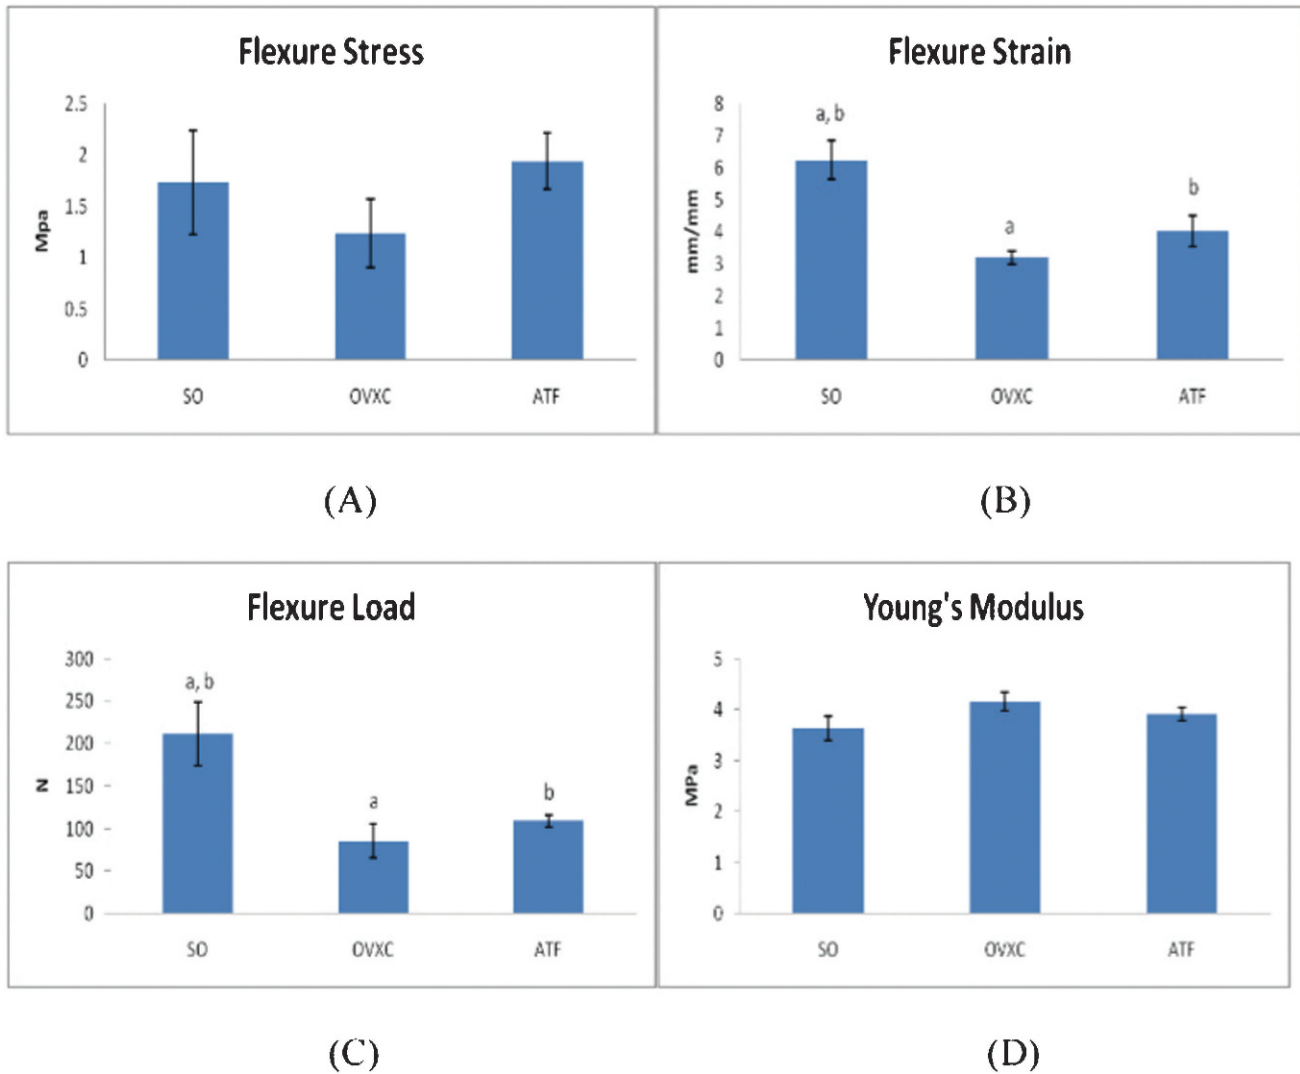 Flexure Stress
2.5
2
1.5
1
0.5
0
Mpa
SO OVXC ATF
(A)
Flexure Strain
8
7
6
5
4
3
2
1
0
mm/mm
a, b
a
b
SO OVXC ATF
(B)
Flexure Load
300
250
200
150
100
50
0
N
a, b
a
b
SO OVXC ATF
(C)
Young's Modulus
5
4
3
2
1
0
MPa
SO OVXC ATF
(D)